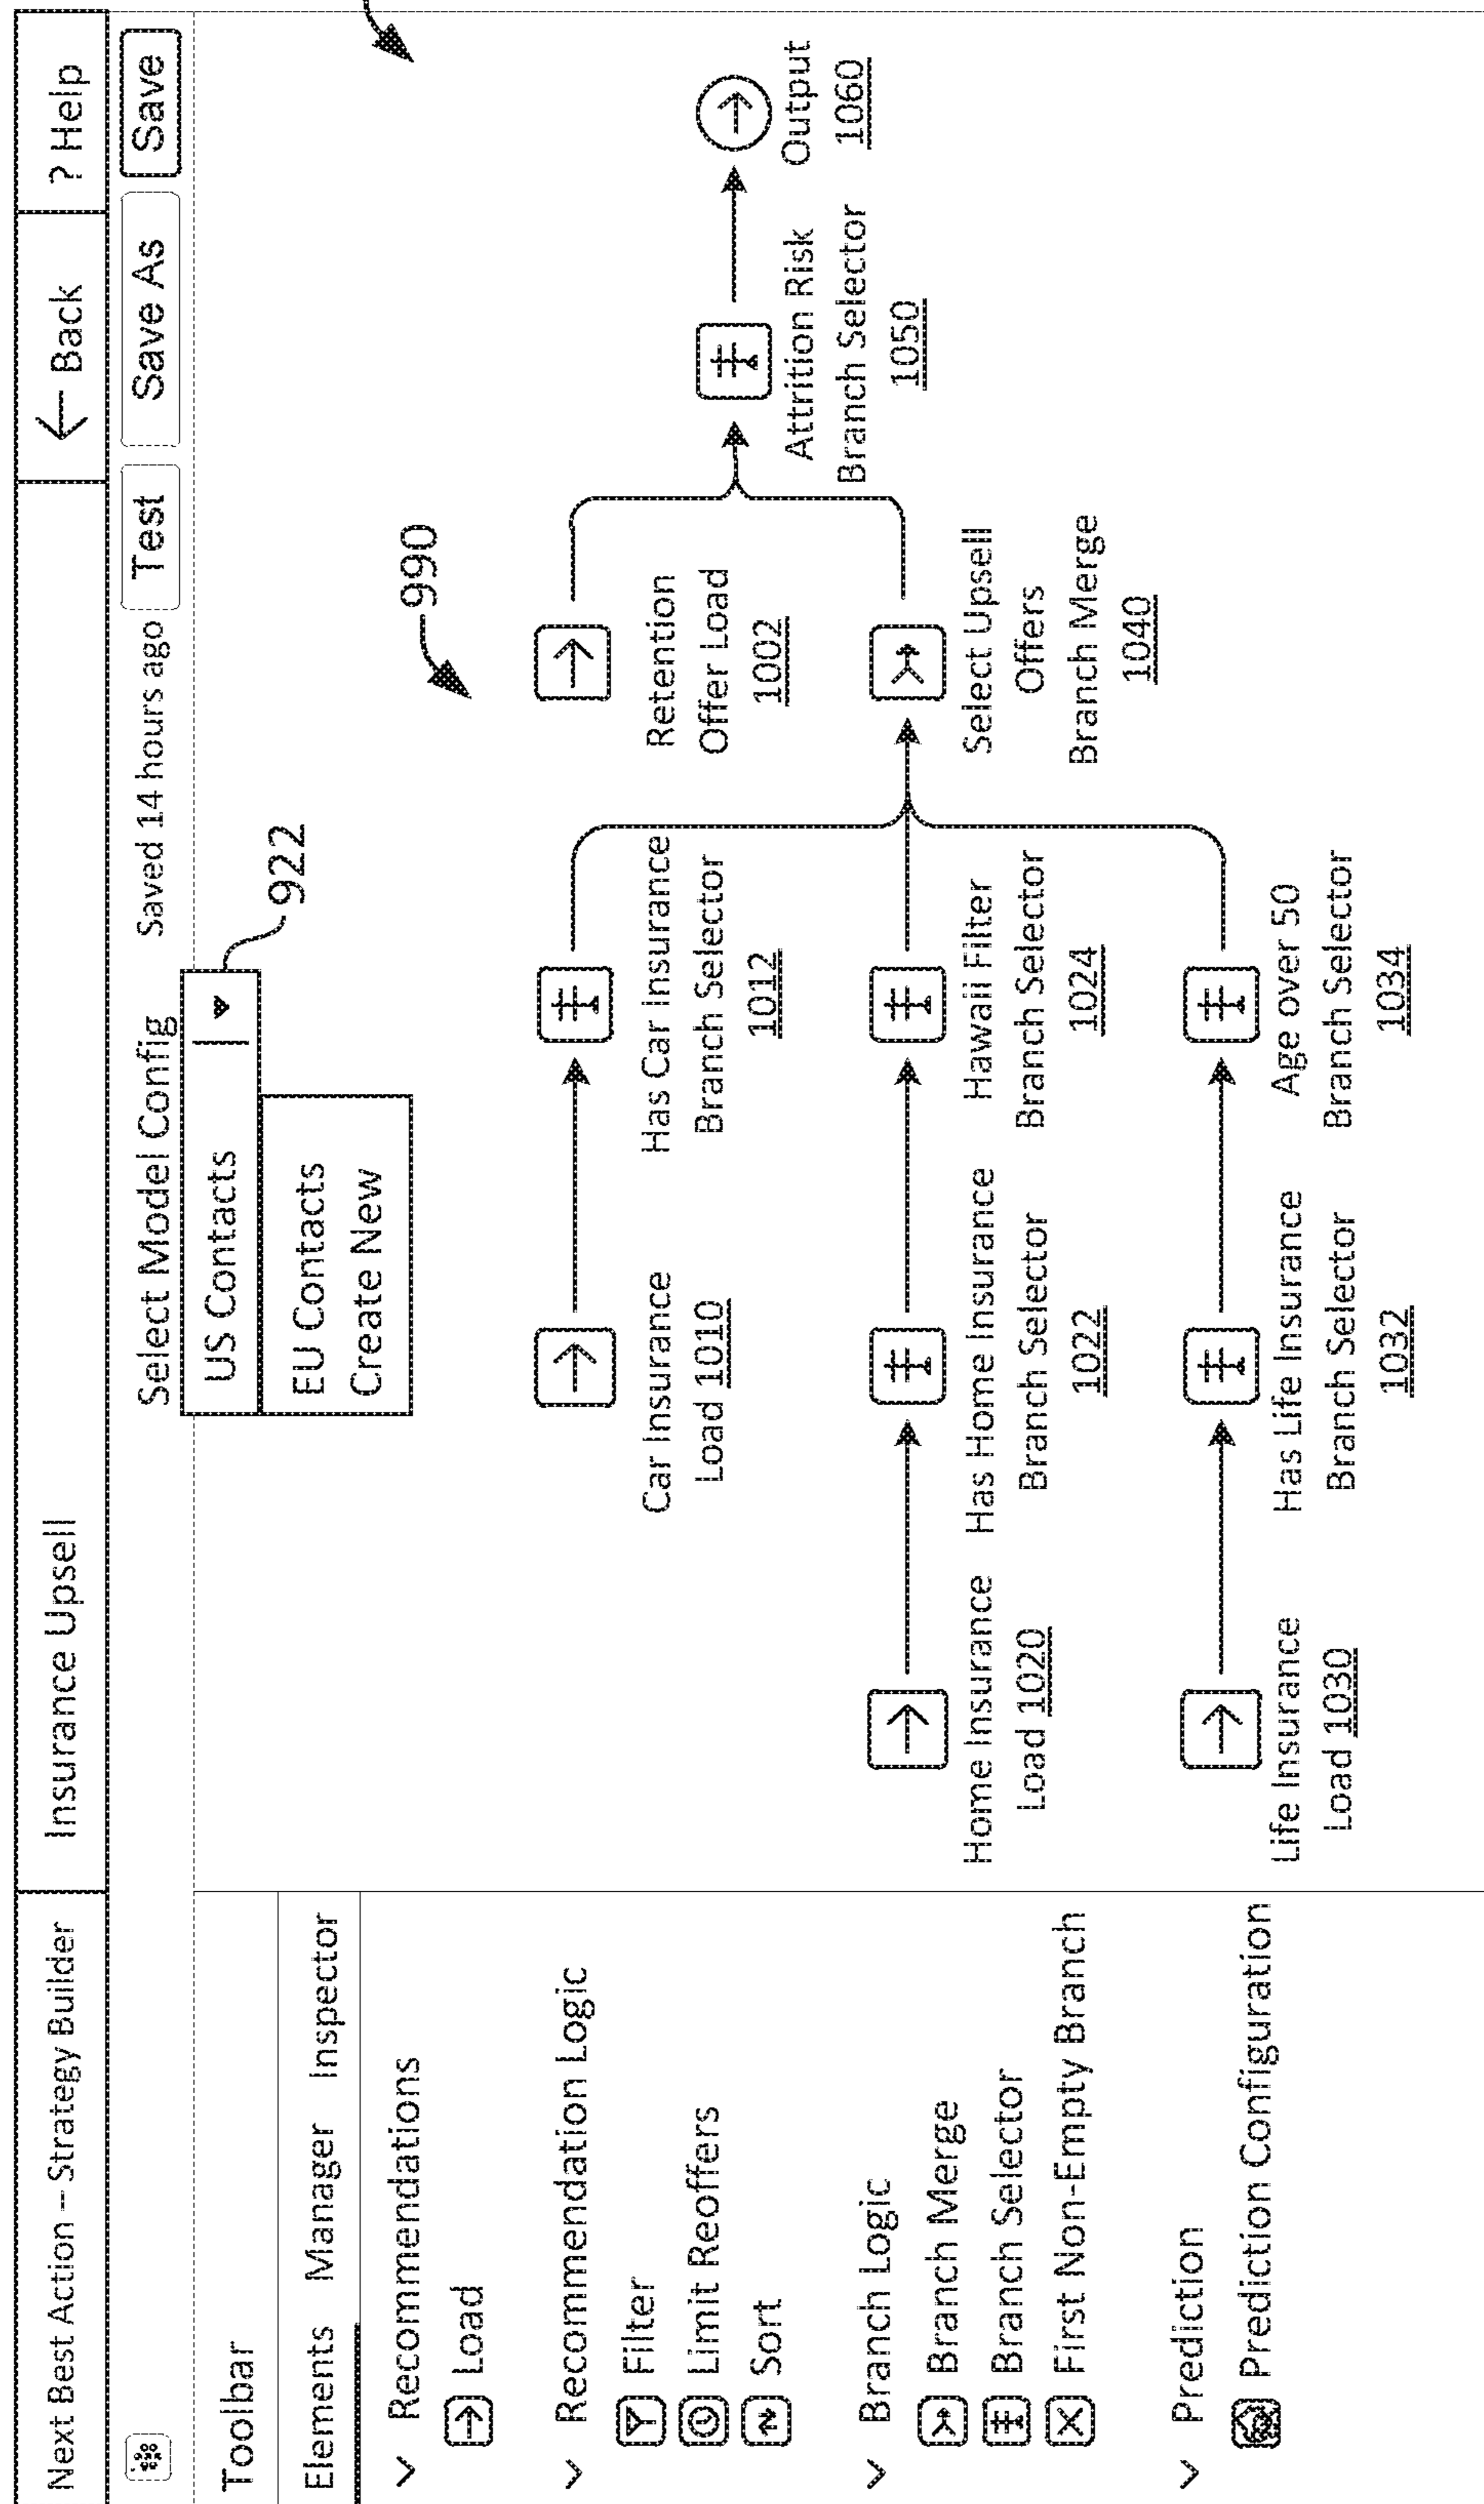 Next Best Action -- Strategy Builder
Insurance Upsell
← Back
? Help
Select Model Config
Saved 14 hours ago
Test
Save As
Save
US Contacts
EU Contacts
Create New
922
990
Toolbar
Elements Manager Inspector
Recommendations
Load
Recommendation Logic
Filter
Limit Reoffers
Sort
Branch Logic
Branch Merge
Branch Selector
First Non-Empty Branch
Prediction
Prediction Configuration
Car Insurance
Load 1010
Has Car Insurance
Branch Selector
1012
Retention
Offer Load
1002
Home Insurance
Load 1020
Has Home Insurance
Branch Selector
1022
Hawaii Filter
Branch Selector
1024
Select Upsell
Offers
Branch Merge
1040
Attrition Risk
Branch Selector
1050
Output
1060
Life Insurance
Load 1030
Has Life Insurance
Branch Selector
1032
Age over 50
Branch Selector
1034